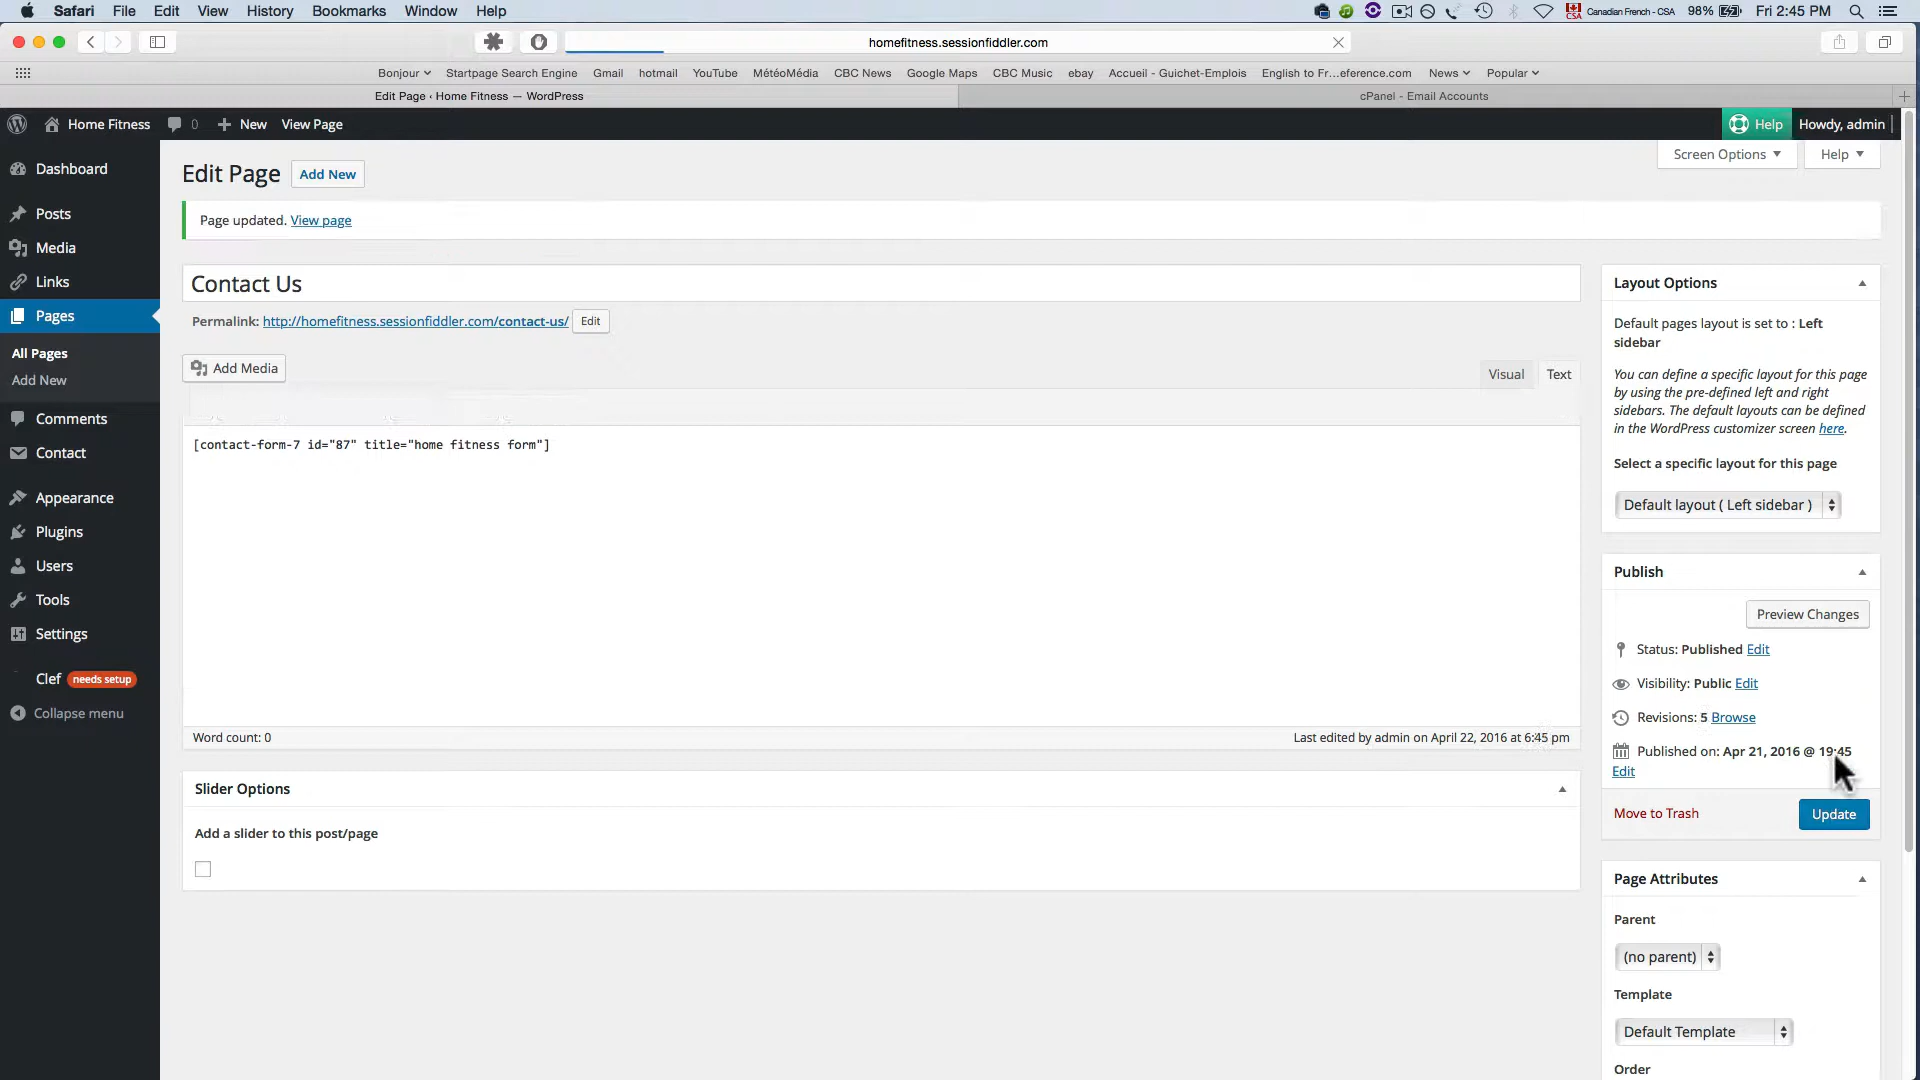 Safari File Edit View History Bookmarks Window Help
Canadian French - CSA 98% Fri 2:45 PM
homefitness.sessionfiddler.com
Bonjour Startpage Search Engine Gmail hotmail YouTube MétéoMédia CBC News Google Maps CBC Music ebay Accueil - Guichet-Emplois English to Fr…eference.com News Popular
Edit Page ‹ Home Fitness — WordPress
cPanel - Email Accounts
Home Fitness 0 New View Page
Help Howdy, admin
Screen Options Help
Dashboard
Posts
Media
Links
Pages
All Pages
Add New
Comments
Contact
Appearance
Plugins
Users
Tools
Settings
Clef needs setup
Collapse menu
Edit Page Add New
Page updated. View page
Contact Us
Permalink: http://homefitness.sessionfiddler.com/contact-us/ Edit
Add Media
Visual Text
[contact-form-7 id="87" title="home fitness form"]
Word count: 0
Last edited by admin on April 22, 2016 at 6:45 pm
Slider Options
Add a slider to this post/page
Layout Options
Default pages layout is set to : Left
sidebar
You can define a specific layout for this page
by using the pre-defined left and right
sidebars. The default layouts can be defined
in the WordPress customizer screen here.
Select a specific layout for this page
Default layout ( Left sidebar )
Publish
Preview Changes
Status: Published Edit
Visibility: Public Edit
Revisions: 5 Browse
Published on: Apr 21, 2016 @ 19:45
Edit
Move to Trash Update
Page Attributes
Parent
(no parent)
Template
Default Template
Order